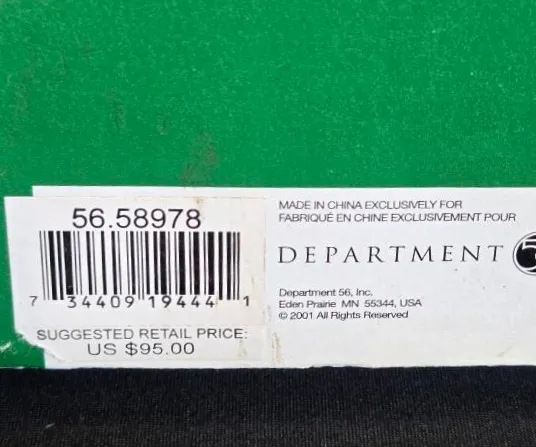 56.58978
7 34409 19444 1
SUGGESTED RETAIL PRICE:
US $95.00
MADE IN CHINA EXCLUSIVELY FOR
FABRIQUÉ EN CHINE EXCLUSIVEMENT POUR
DEPARTMENT 5
Department 56, Inc.
Eden Prairie MN 55344, USA
© 2001 All Rights Reserved